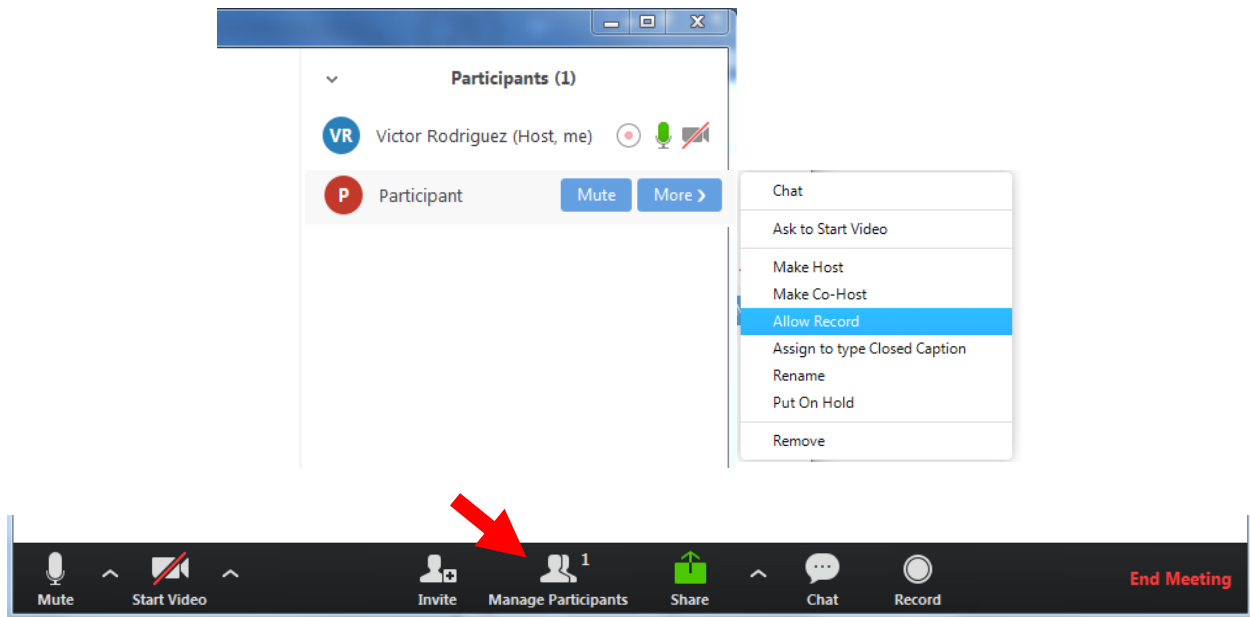 Participants (1)
VR Victor Rodriguez (Host, me)
P Participant Mute More
Chat
Ask to Start Video
Make Host
Make Co-Host
Allow Record
Assign to type Closed Caption
Rename
Put On Hold
Remove
1
Mute Start Video Invite Manage Participants Share Chat Record End Meeting